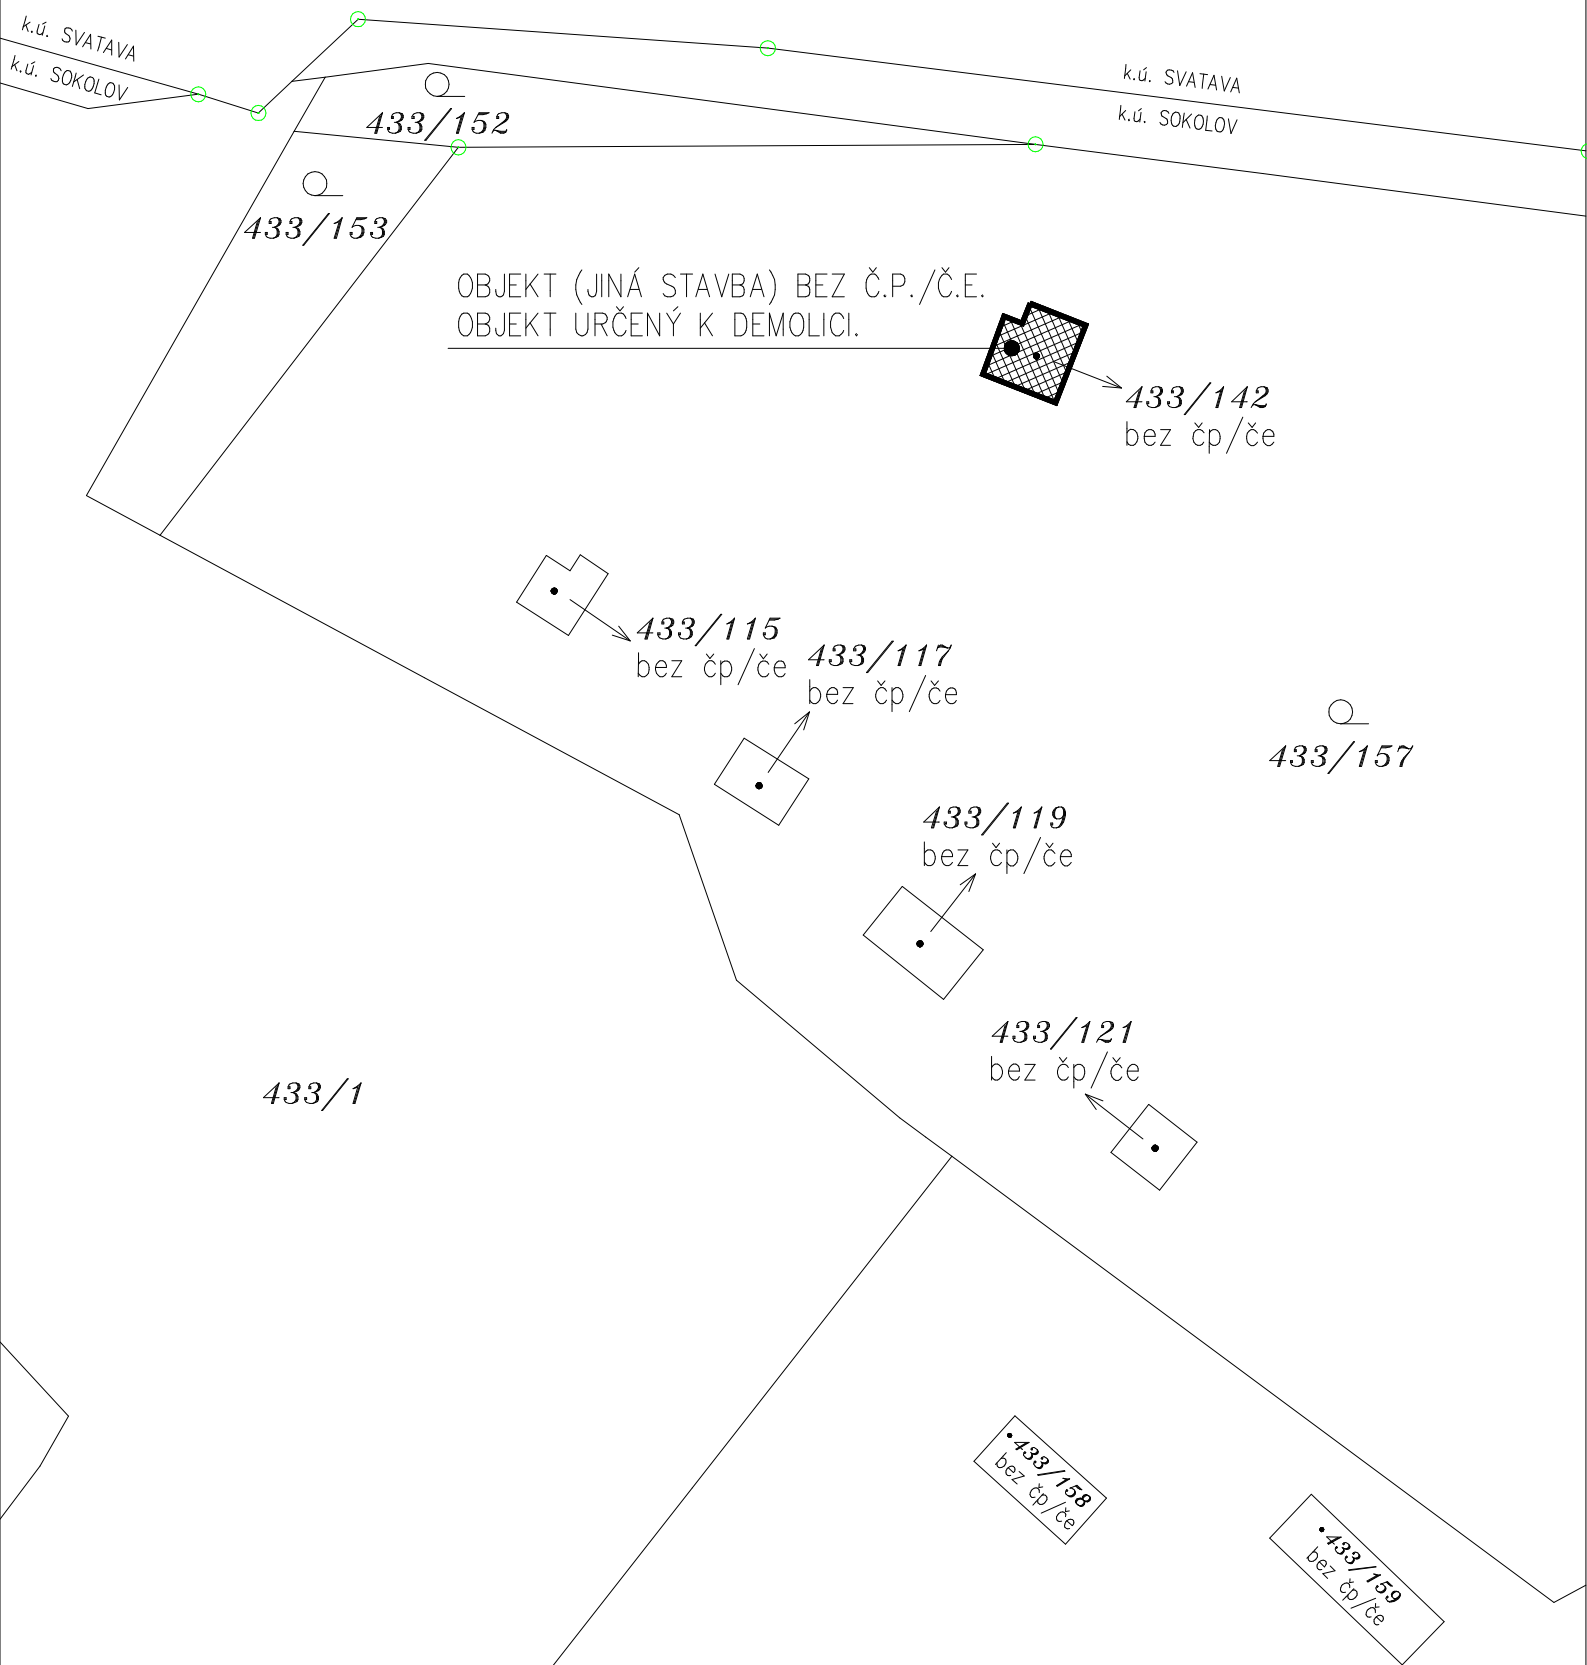 k.ú. SVATAVA
k.ú. SOKOLOV
k.ú. SVATAVA
k.ú. SOKOLOV
433/152
433/153
OBJEKT (JINÁ STAVBA) BEZ Č.P./Č.E.
OBJEKT URČENÝ K DEMOLICI.
433/142
bez čp/če
433/115
bez čp/če
433/117
bez čp/če
433/157
433/119
bez čp/če
433/121
bez čp/če
433/1
433/158
bez čp/če
433/159
bez čp/če